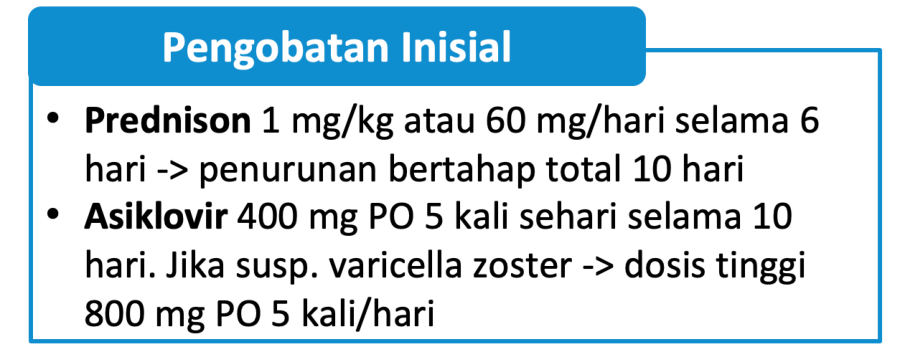 Pengobatan Inisial
• Prednison 1 mg/kg atau 60 mg/hari selama 6
hari -> penurunan bertahap total 10 hari
• Asiklovir 400 mg PO 5 kali sehari selama 10
hari. Jika susp. varicella zoster -> dosis tinggi
800 mg PO 5 kali/hari